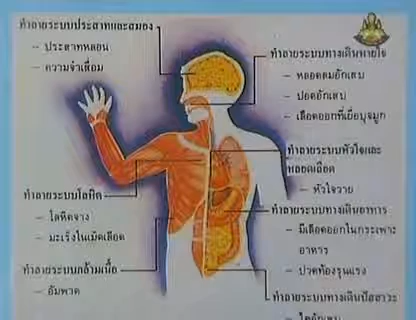 ทำลายระบบประสาทและสมอง
– ประสาทหลอน
– ความจำเสื่อม
ทำลายระบบทางเดินหายใจ
– หลอดลมอักเสบ
– ปอดอักเสบ
– เลือดออกที่เยื่อบุจมูก
ทำลายระบบหัวใจและ
หลอดเลือด
– หัวใจวาย
ทำลายระบบโลหิต
– โลหิตจาง
– มะเร็งในเม็ดเลือด
ทำลายระบบทางเดินอาหาร
– มีเลือดออกในกระเพาะ
อาหาร
– ปวดท้องรุนแรง
ทำลายระบบกล้ามเนื้อ
– อัมพาต
ทำลายระบบทางเดินปัสสาวะ
– ไตอักเสบ